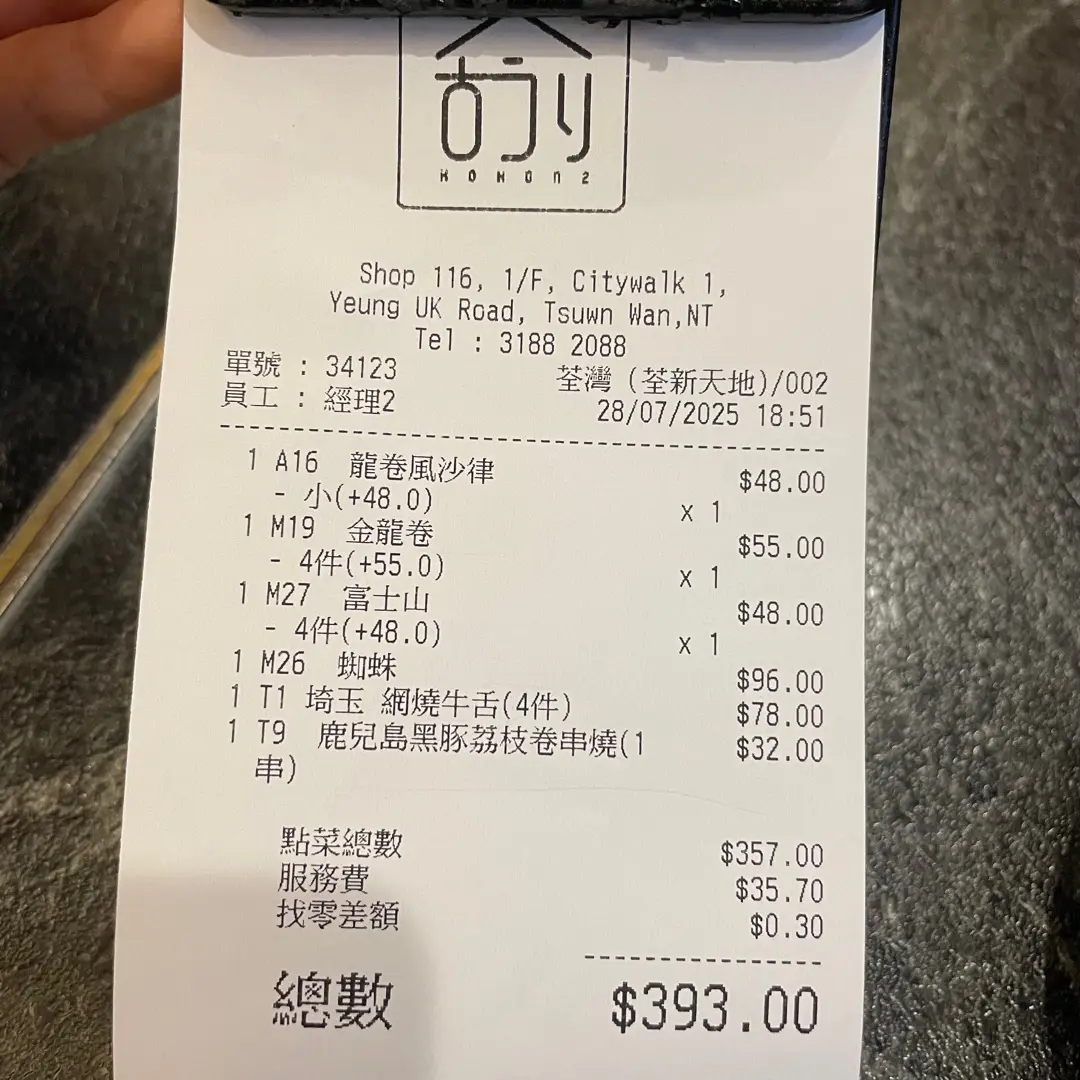 KONGN2
Shop 116, 1/F, Citywalk 1,
Yeung UK Road, Tsuwn Wan,NT
Tel : 3188 2088
單號 : 34123
荃灣 (荃新天地)/002
員工 : 經理2
28/07/2025 18:51
1 A16 龍卷風沙律 $48.00
- 小(+48.0) x 1
1 M19 金龍卷 $55.00
- 4件(+55.0) x 1
1 M27 富士山 $48.00
- 4件(+48.0) x 1
1 M26 蜘蛛 $96.00
1 T1 埼玉 網燒牛舌(4件) $78.00
1 T9 鹿兒島黑豚荔枝卷串燒(1 $32.00
串)
點菜總數 $357.00
服務費 $35.70
找零差額 $0.30
總數 $393.00